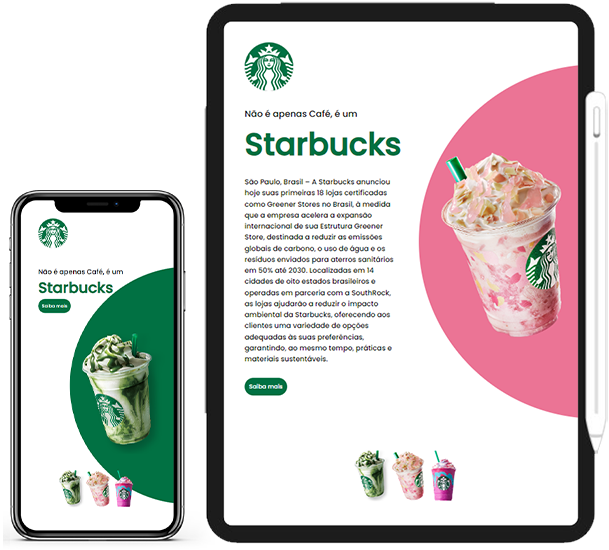 Não é apenas Café, é um
Starbucks
Saiba mais
Não é apenas Café, é um
Starbucks
São Paulo, Brasil – A Starbucks anunciou
hoje suas primeiras 18 lojas certificadas
como Greener Stores no Brasil, à medida
que a empresa acelera a expansão
internacional de sua Estrutura Greener
Store, destinada a reduzir as emissões
globais de carbono, o uso de água e os
resíduos enviados para aterros sanitários
em 50% até 2030. Localizadas em 14
cidades de oito estados brasileiros e
operadas em parceria com a SouthRock,
as lojas ajudarão a reduzir o impacto
ambiental da Starbucks, oferecendo aos
clientes uma variedade de opções
adequadas às suas preferências,
garantindo, ao mesmo tempo, práticas e
materiais sustentáveis.
Saiba mais